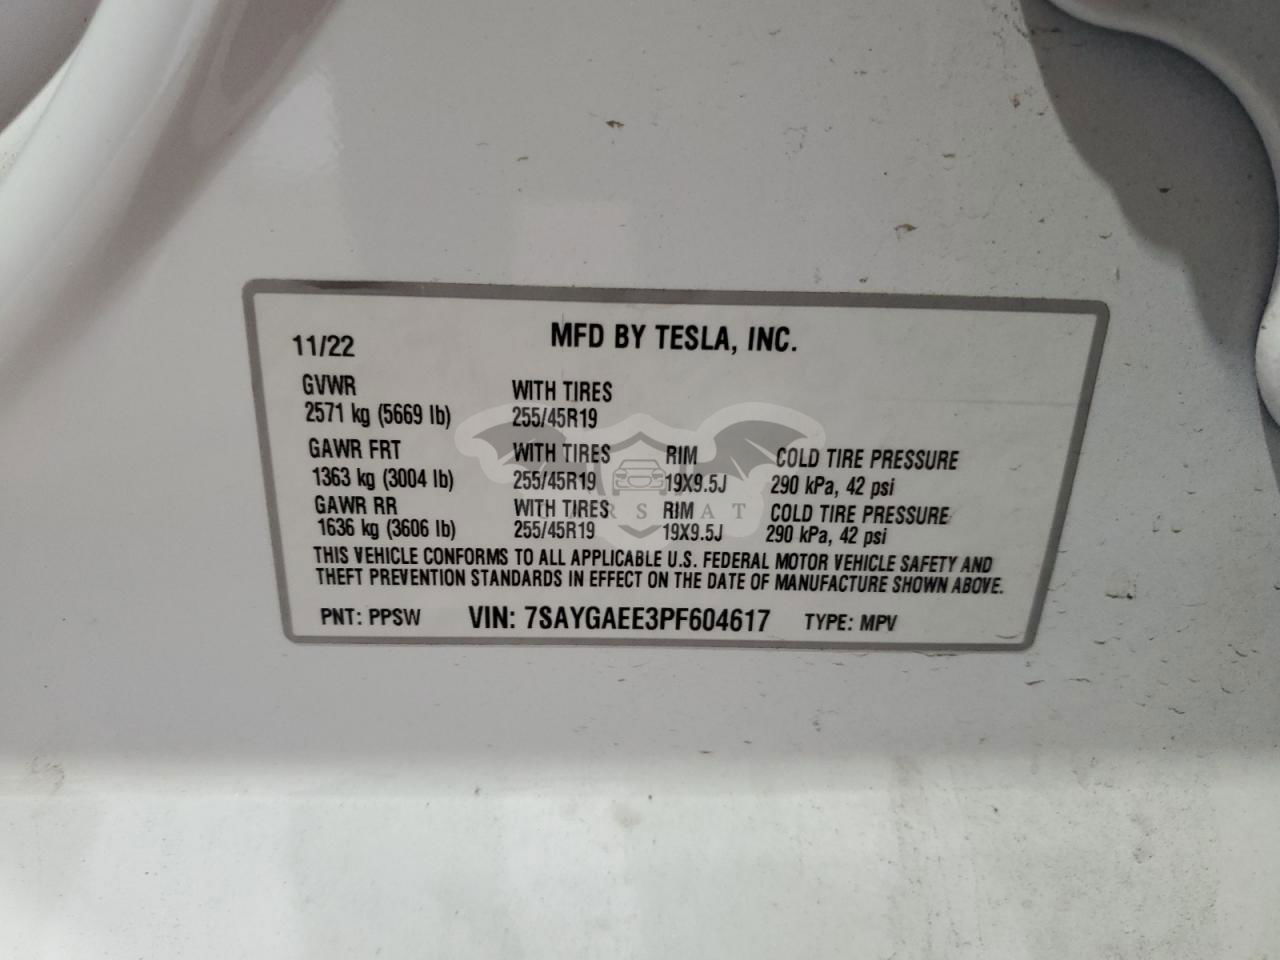 MFD BY TESLA, INC.
11/22
GVWR WITH TIRES
2571 kg (5669 lb) 255/45R19
GAWR FRT WITH TIRES RIM COLD TIRE PRESSURE
1363 kg (3004 lb) 255/45R19 19X9.5J 290 kPa, 42 psi
GAWR RR WITH TIRES RIM COLD TIRE PRESSURE
1636 kg (3606 lb) 255/45R19 19X9.5J 290 kPa, 42 psi
THIS VEHICLE CONFORMS TO ALL APPLICABLE U.S. FEDERAL MOTOR VEHICLE SAFETY AND
THEFT PREVENTION STANDARDS IN EFFECT ON THE DATE OF MANUFACTURE SHOWN ABOVE.
PNT: PPSW VIN: 7SAYGAEE3PF604617 TYPE: MPV